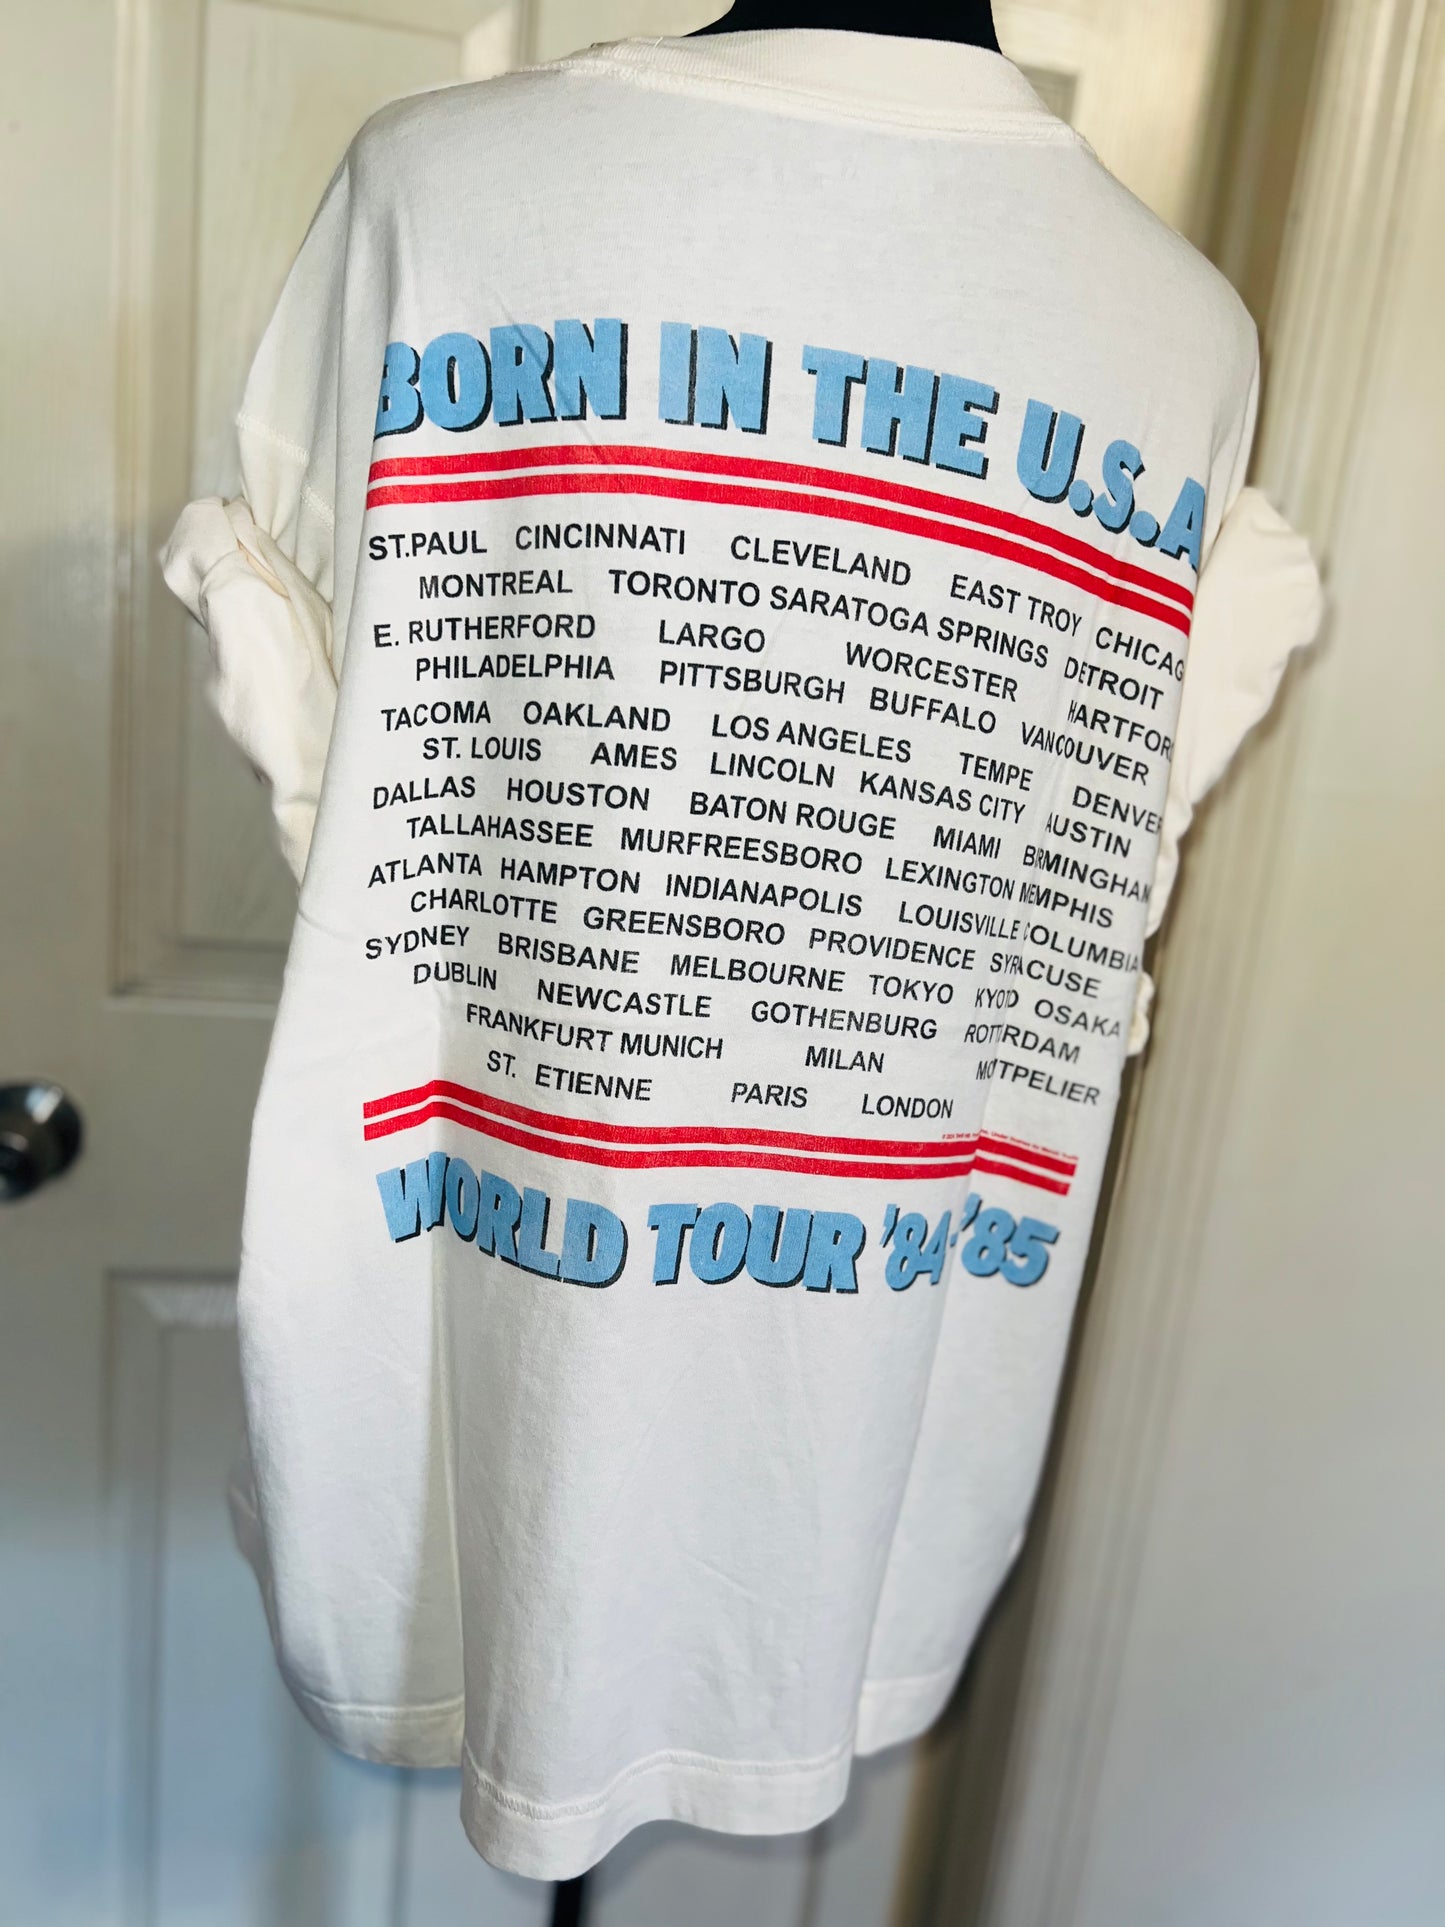 BORN IN THE U.S.A
ST.PAUL CINCINNATI CLEVELAND EAST TROY CHICAG
MONTREAL TORONTO SARATOGA SPRINGS DETROIT
E. RUTHERFORD LARGO WORCESTER HARTFOR
PHILADELPHIA PITTSBURGH BUFFALO VANCOUVER
TACOMA OAKLAND LOS ANGELES TEMPE DENVER
ST. LOUIS AMES LINCOLN KANSAS CITY AUSTIN
DALLAS HOUSTON BATON ROUGE MIAMI BIRMINGHAM
TALLAHASSEE MURFREESBORO LEXINGTON MEMPHIS
ATLANTA HAMPTON INDIANAPOLIS LOUISVILLE COLUMBIA
CHARLOTTE GREENSBORO PROVIDENCE SYRACUSE
SYDNEY BRISBANE MELBOURNE TOKYO KYOTO OSAKA
DUBLIN NEWCASTLE GOTHENBURG ROTTERDAM
FRANKFURT MUNICH MILAN MOTPELIER
ST. ETIENNE PARIS LONDON
WORLD TOUR '84-'85